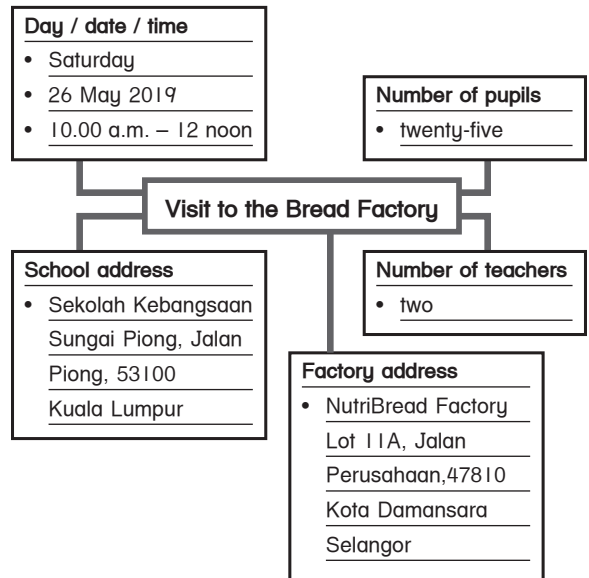 Day / date / time
• Saturday
• 26 May 2019
• 10.00 a.m. – 12 noon
Number of pupils
• twenty-five
Visit to the Bread Factory
School address
• Sekolah Kebangsaan
Sungai Piong, Jalan
Piong, 53100
Kuala Lumpur
Number of teachers
• two
Factory address
• NutriBread Factory
Lot 11A, Jalan
Perusahaan,47810
Kota Damansara
Selangor